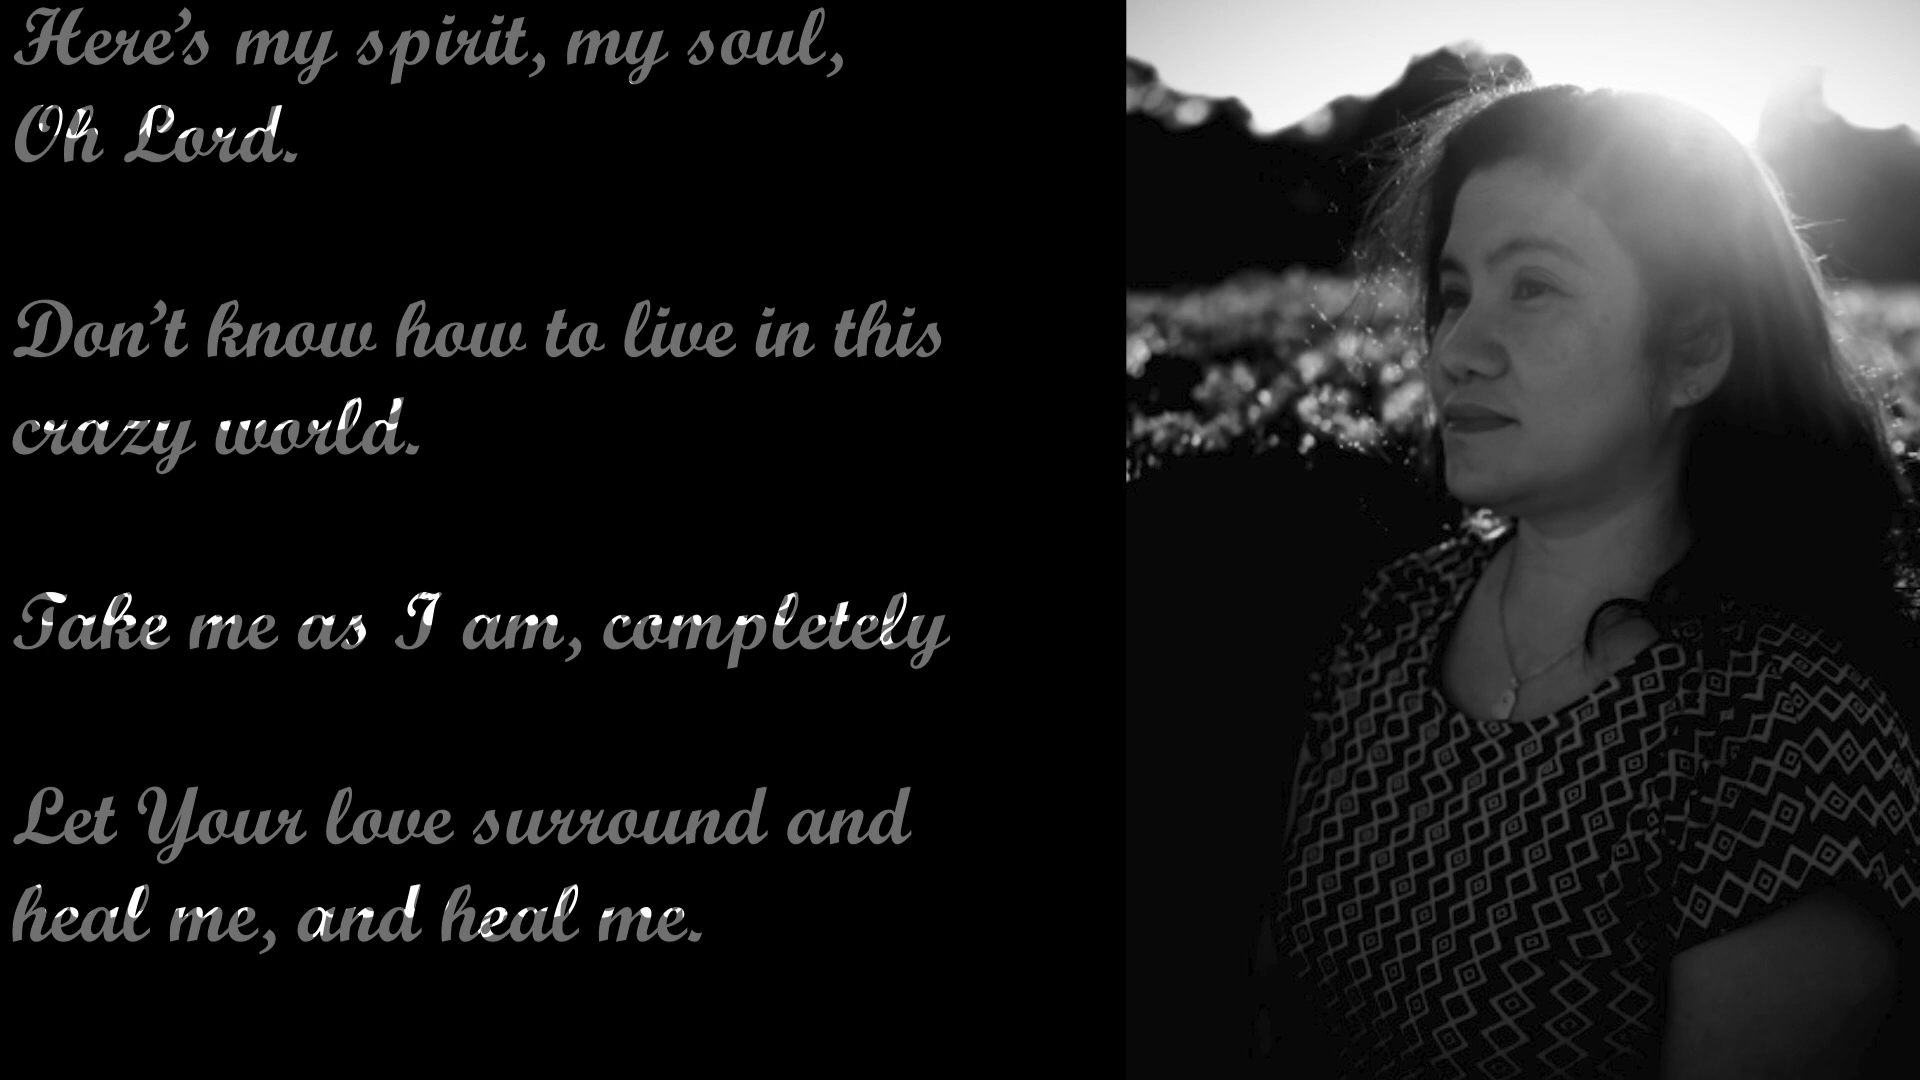 Here’s my spirit, my soul,
Oh Lord.
Don’t know how to live in this
crazy world.
Take me as I am, completely
Let Your love surround and
heal me, and heal me.